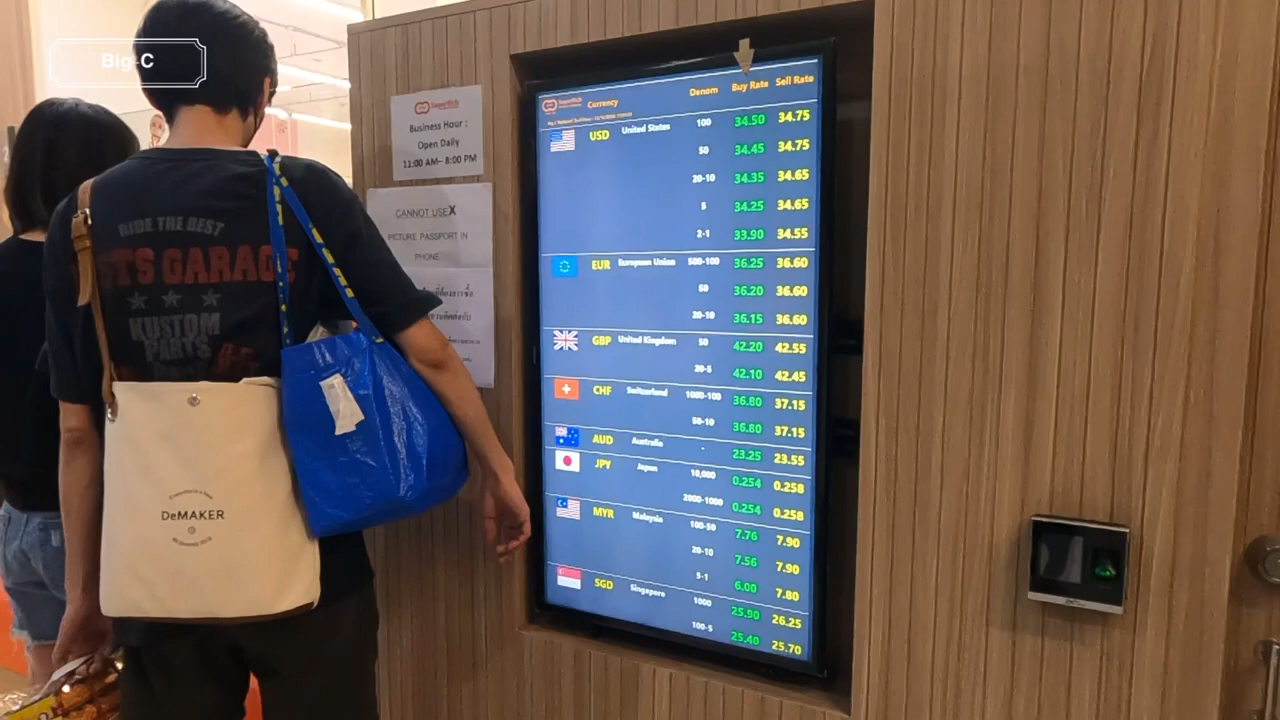 Big-C
SuperRich
Business Hour :
Open Daily
11:00 AM– 8:00 PM
CANNOT USE X
PICTURE PASSPORT IN
PHONE
RIDE THE BEST
GARAGE
KUSTOM
PARTS
DeMAKER
SuperRich Currency Denom Buy Rate Sell Rate
USD United States 100 34.50 34.75
50 34.45 34.75
20-10 34.35 34.65
5 34.25 34.65
2-1 33.90 34.55
EUR European Union 500-100 36.25 36.60
50 36.20 36.60
20-10 36.15 36.60
GBP United Kingdom 50 42.20 42.55
20-5 42.10 42.45
CHF Switzerland 1000-100 36.80 37.15
50-10 36.80 37.15
AUD Australia - 23.25 23.55
JPY Japan 10,000 0.254 0.258
2000-1000 0.254 0.258
MYR Malaysia 100-50 7.76 7.90
20-10 7.56 7.90
5-1 6.00 7.80
SGD Singapore 1000 25.90 26.25
100-5 25.40 25.70